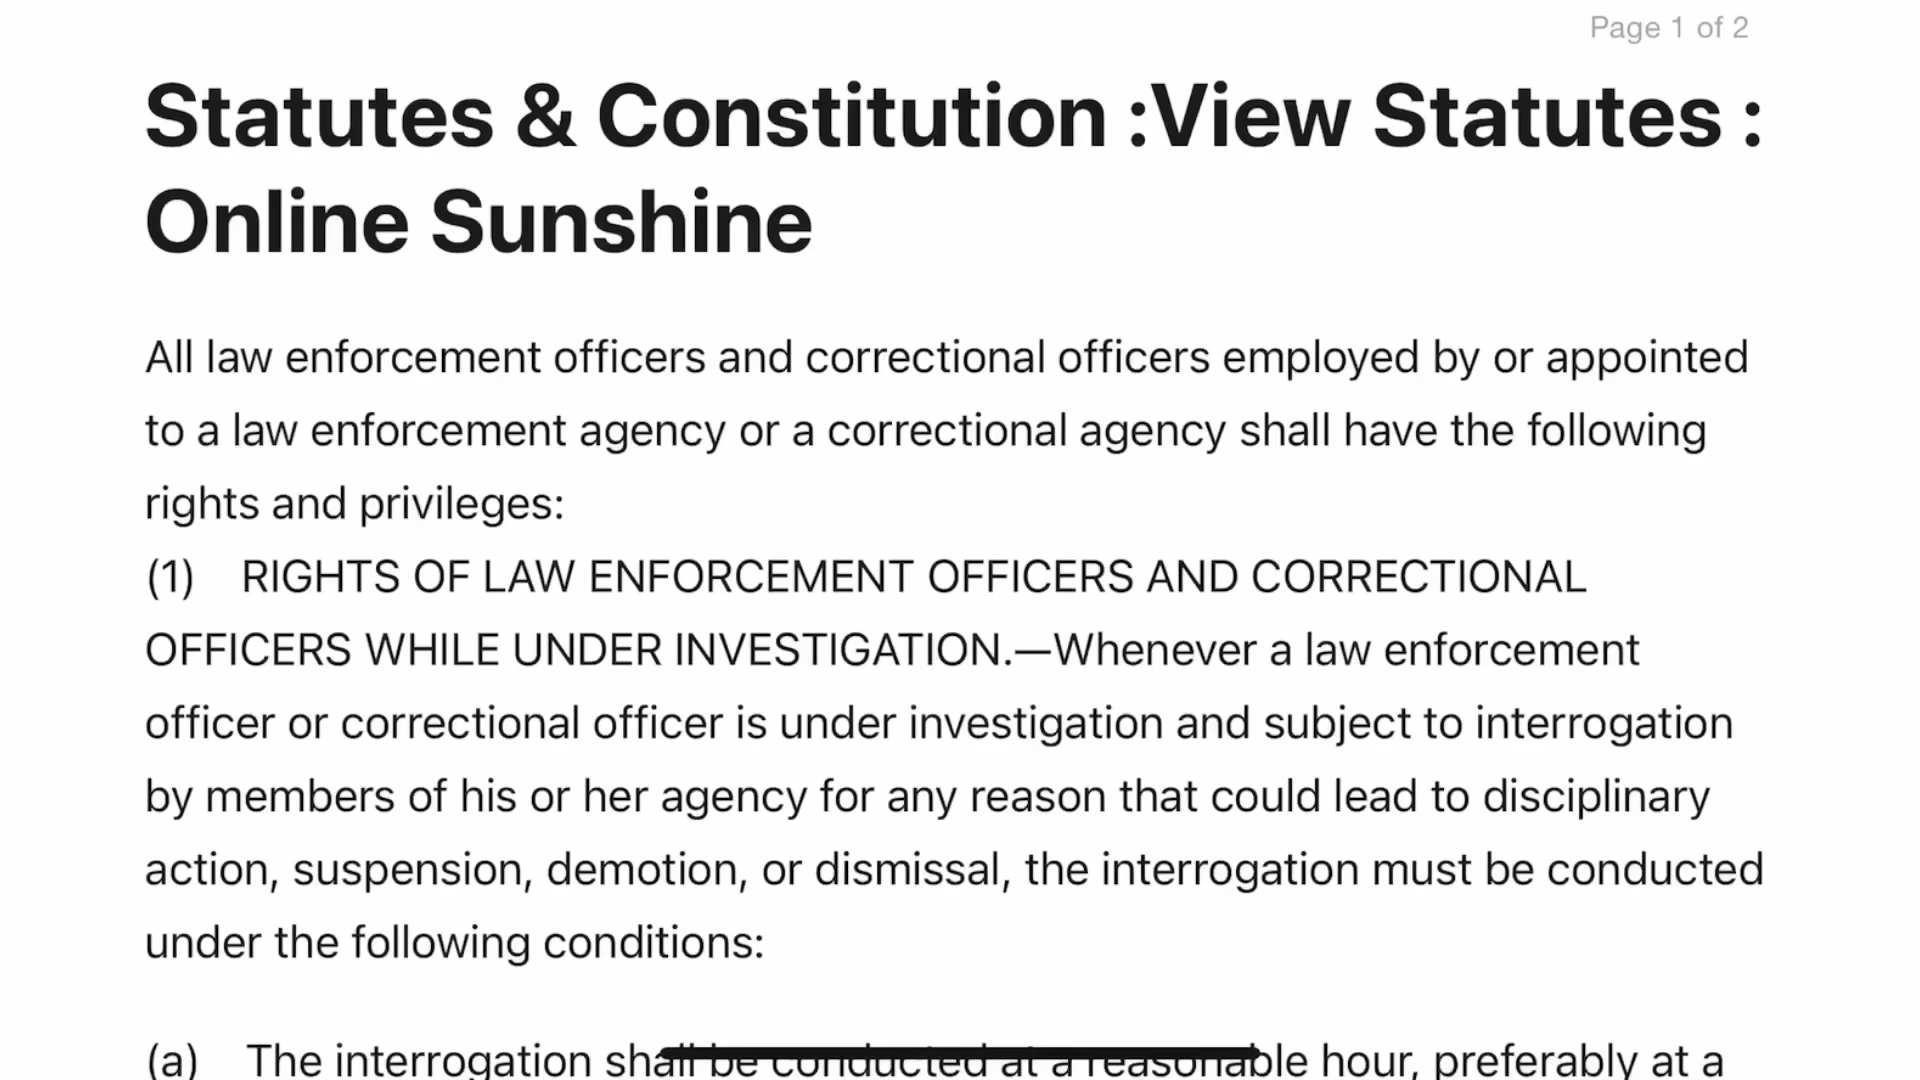 Page 1 of 2
Statutes & Constitution :View Statutes :
Online Sunshine
All law enforcement officers and correctional officers employed by or appointed
to a law enforcement agency or a correctional agency shall have the following
rights and privileges:
(1) RIGHTS OF LAW ENFORCEMENT OFFICERS AND CORRECTIONAL
OFFICERS WHILE UNDER INVESTIGATION.—Whenever a law enforcement
officer or correctional officer is under investigation and subject to interrogation
by members of his or her agency for any reason that could lead to disciplinary
action, suspension, demotion, or dismissal, the interrogation must be conducted
under the following conditions:
(a) The interrogation shall be conducted at a reasonable hour, preferably at a